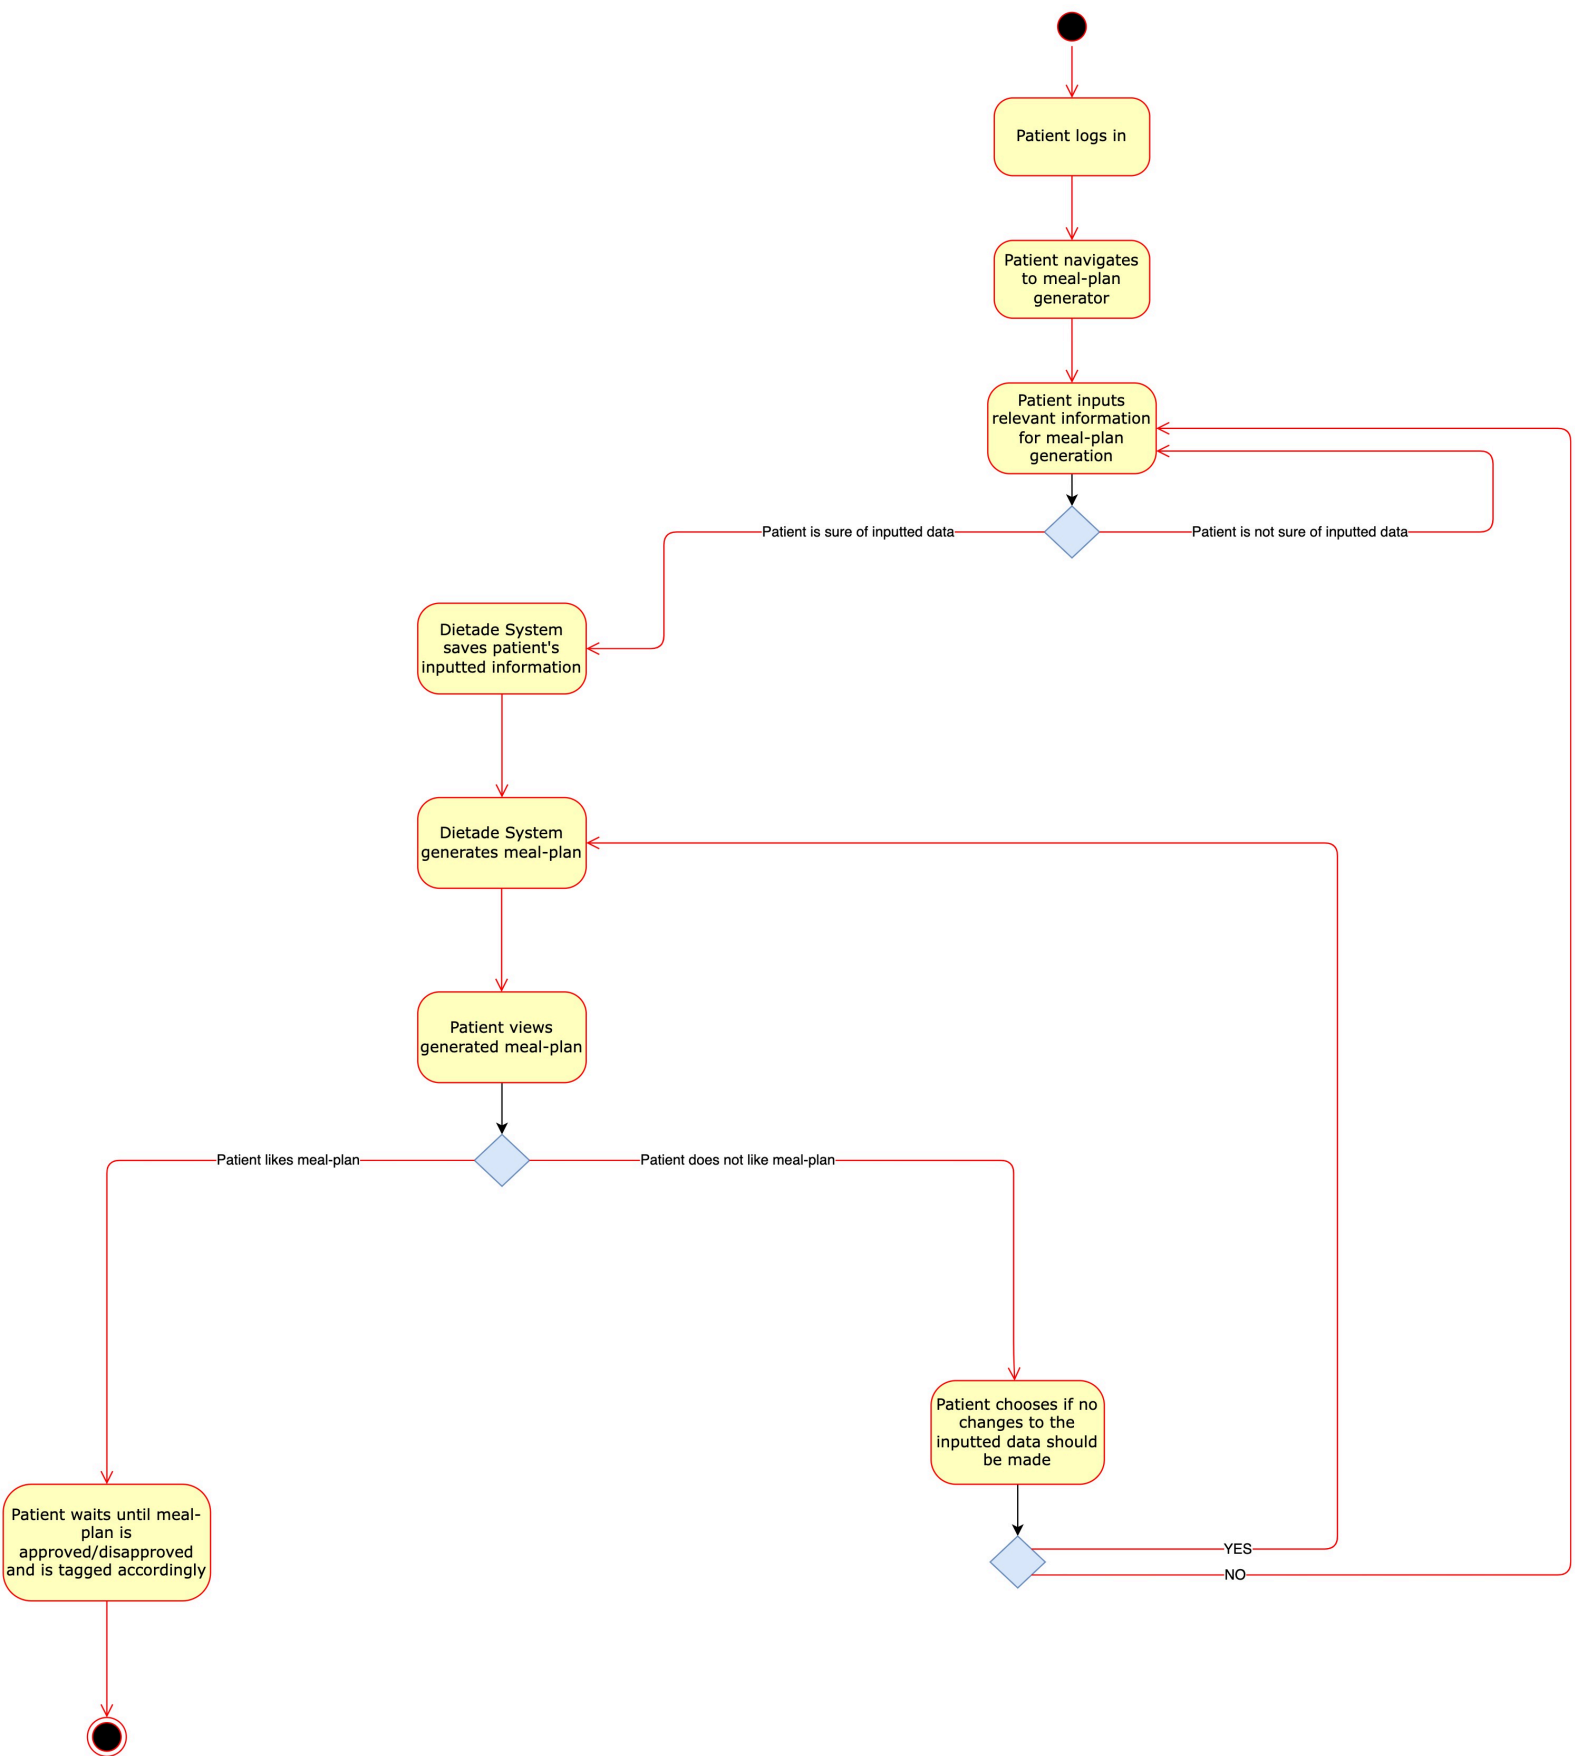 Patient logs in
Patient navigates
to meal-plan
generator
Patient inputs
relevant information
for meal-plan
generation
Patient is sure of inputted data
Patient is not sure of inputted data
Dietade System
saves patient's
inputted information
Dietade System
generates meal-plan
Patient views
generated meal-plan
Patient likes meal-plan
Patient does not like meal-plan
Patient chooses if no
changes to the
inputted data should
be made
Patient waits until meal-
plan is
approved/disapproved
and is tagged accordingly
YES
NO